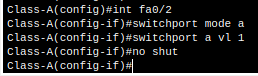 Class-A(config)#int fa0/2
Class-A(config-if)#switchport mode a
Class-A(config-if)#switchport a vl 1
Class-A(config-if)#no shut
Class-A(config-if)#